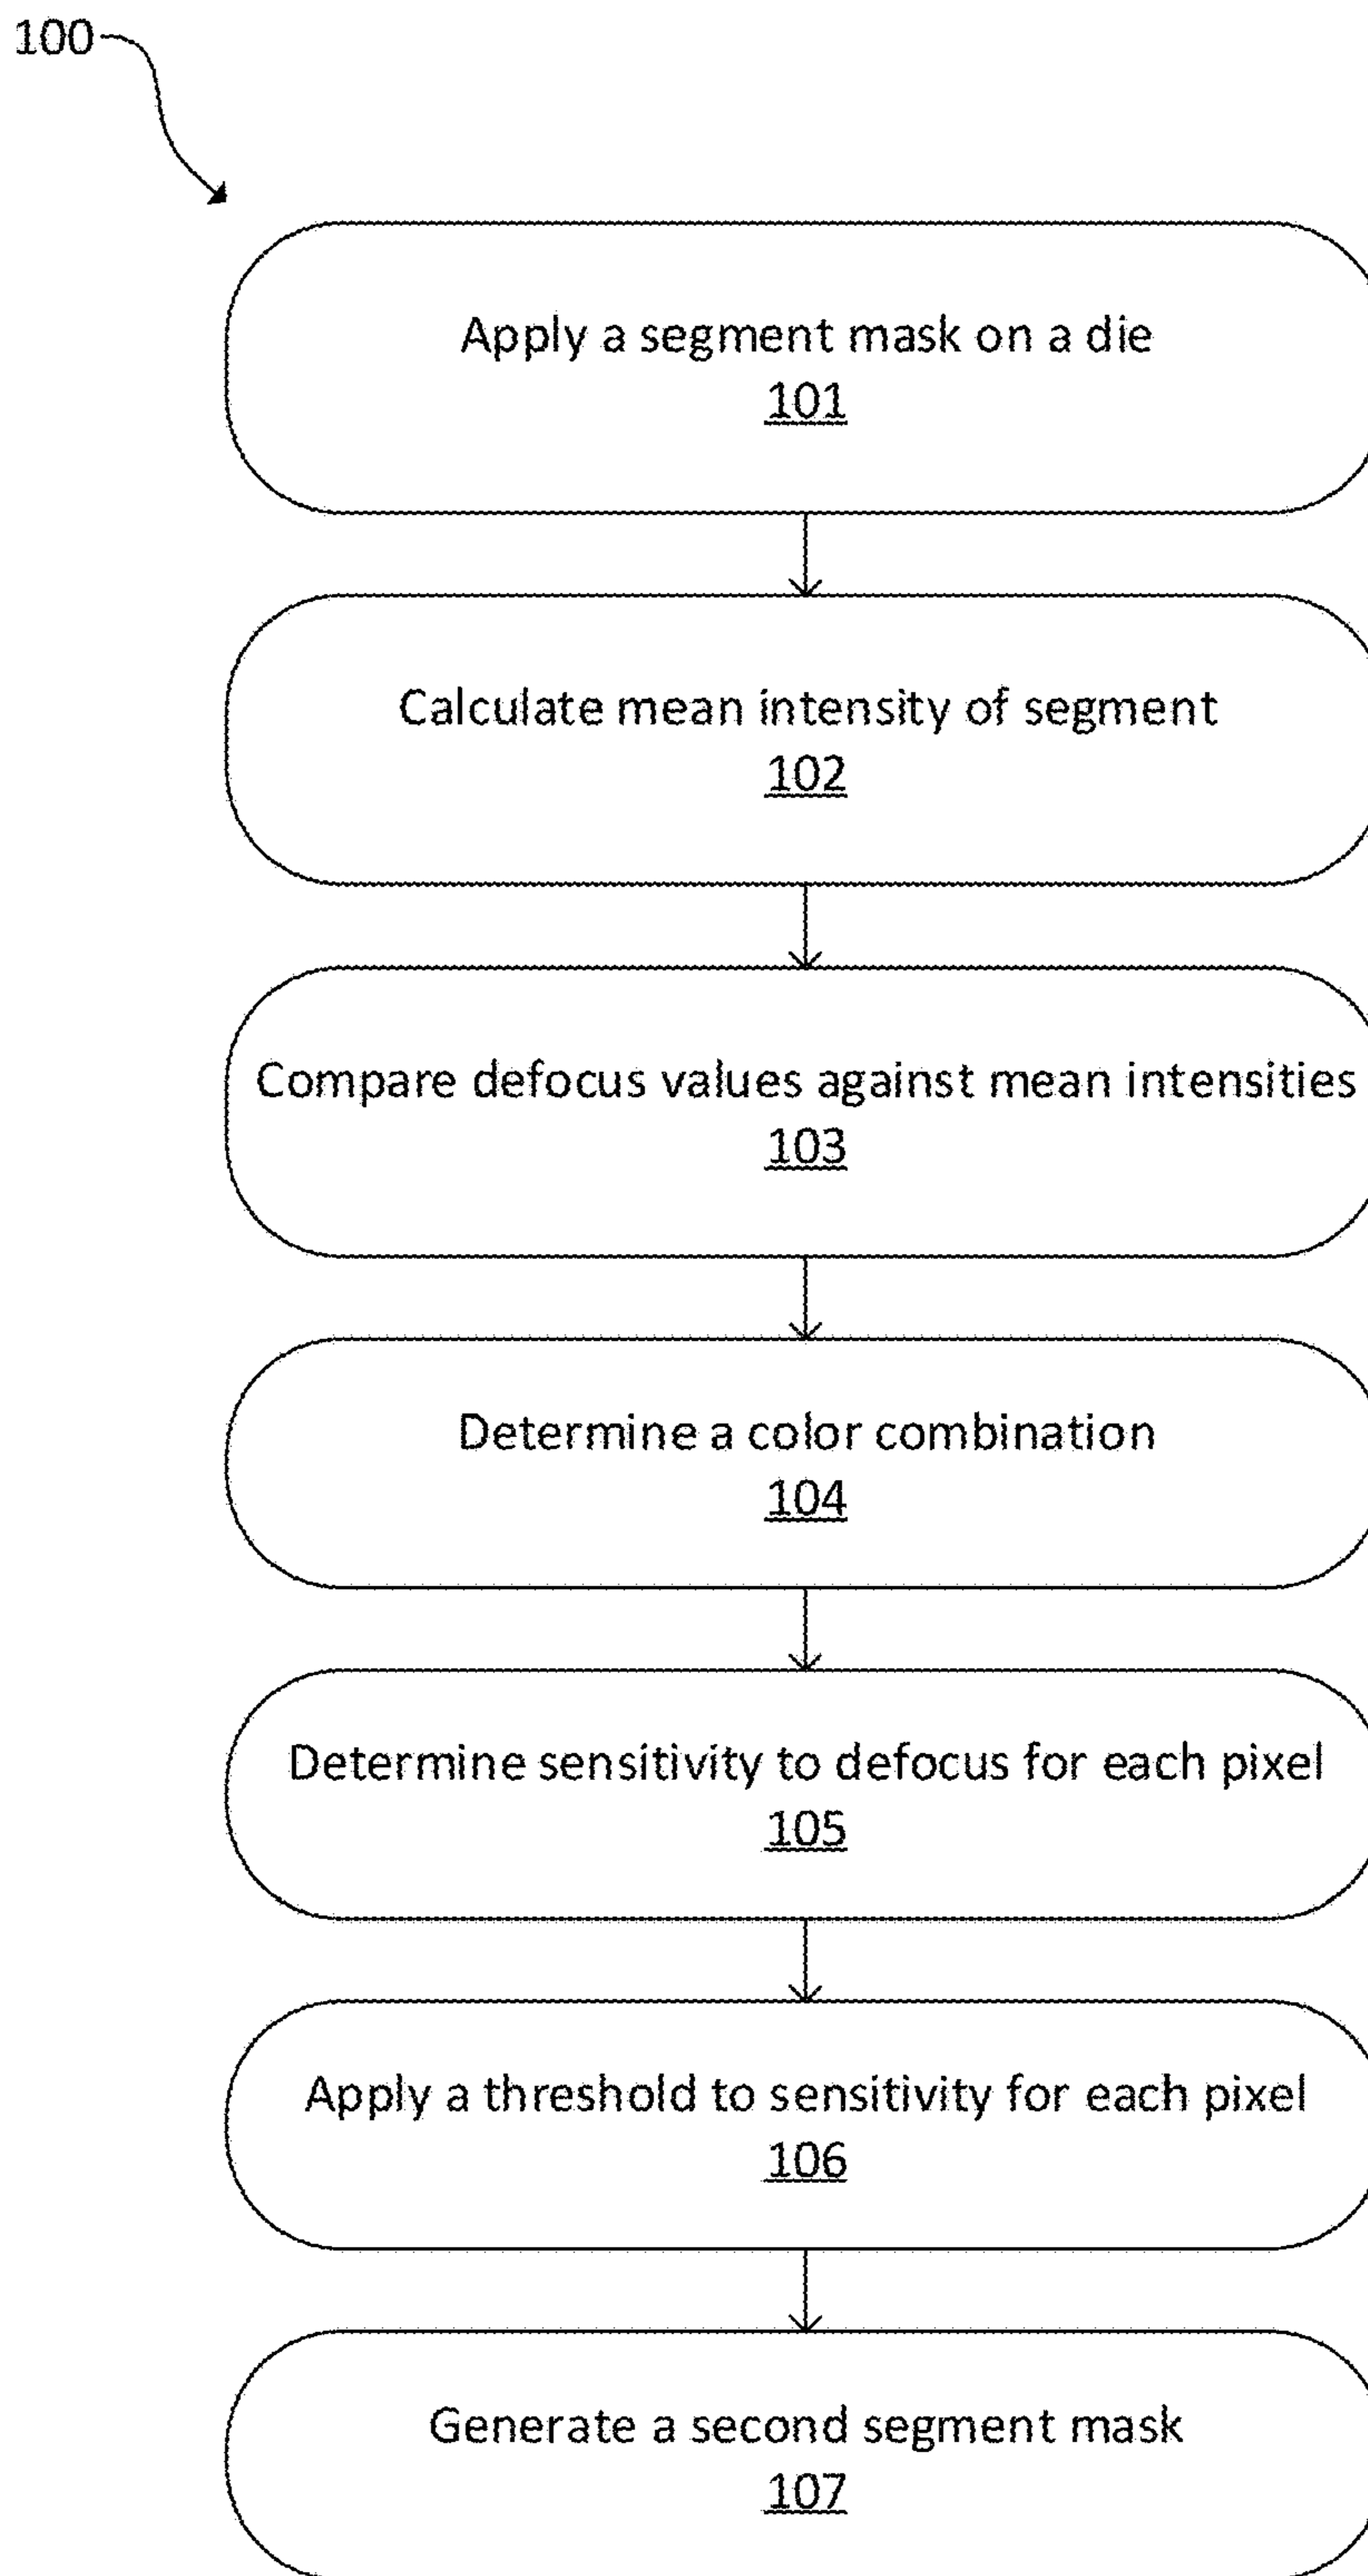 100
Apply a segment mask on a die
101
Calculate mean intensity of segment
102
Compare defocus values against mean intensities
103
Determine a color combination
104
Determine sensitivity to defocus for each pixel
105
Apply a threshold to sensitivity for each pixel
106
Generate a second segment mask
107